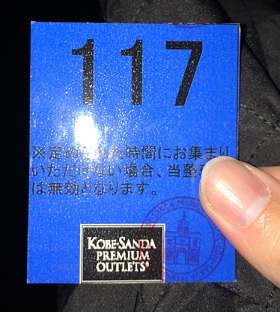 117
※定め　れた時間にお集まり
いただけない場合、当整
は無効となります。
KOBE-SANDA
PREMIUM
OUTLETS®